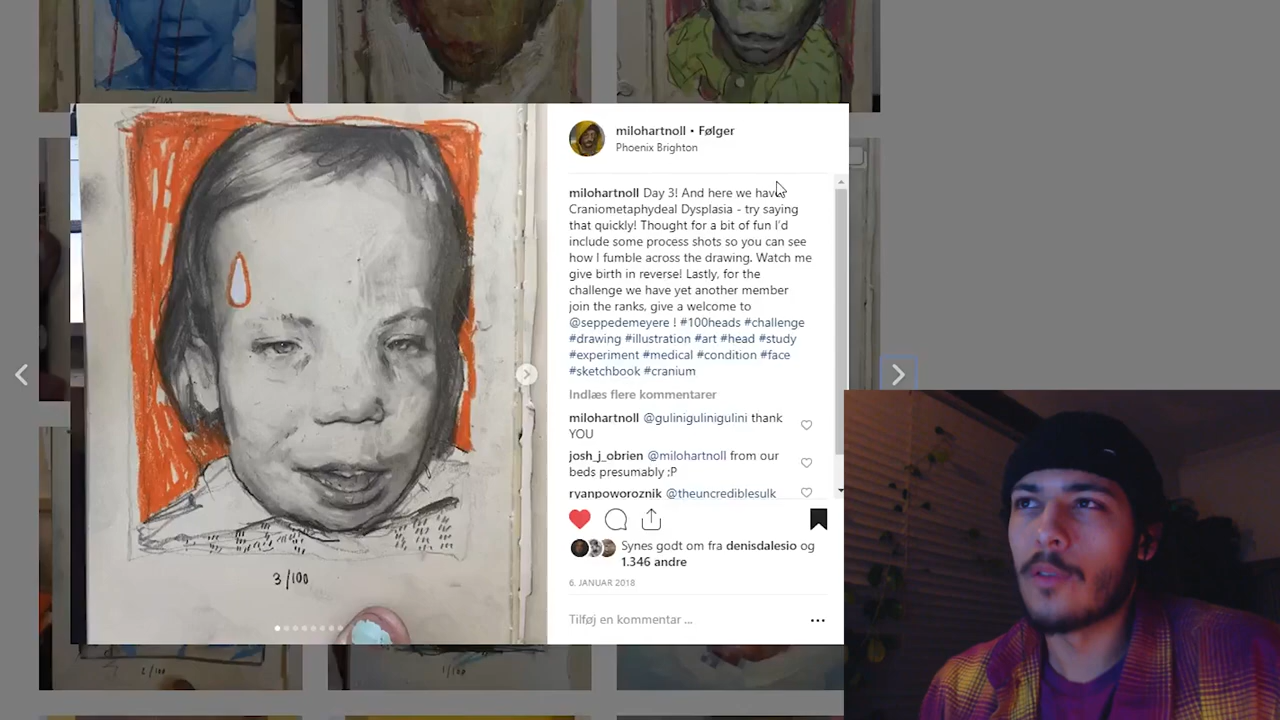 milohartnoll • Følger
Phoenix Brighton
milohartnoll Day 3! And here we have
Craniometaphydeal Dysplasia - try saying
that quickly! Thought for a bit of fun I'd
include some process shots so you can see
how I fumble across the drawing. Watch me
give birth in reverse! Lastly, for the
challenge we have yet another member
join the ranks, give a welcome to
@seppedemeyere ! #100heads #challenge
#drawing #illustration #art #head #study
#experiment #medical #condition #face
#sketchbook #cranium
Indlæs flere kommentarer
milohartnoll @gulinigulinigulini thank
YOU
josh_j_obrien @milohartnoll from our
beds presumably ;P
ryanpoworoznik @theuncrediblesulk
Synes godt om fra denisdalesio og
1.346 andre
6. JANUAR 2018
Tilføj en kommentar ...
3/100
2/100
1/100